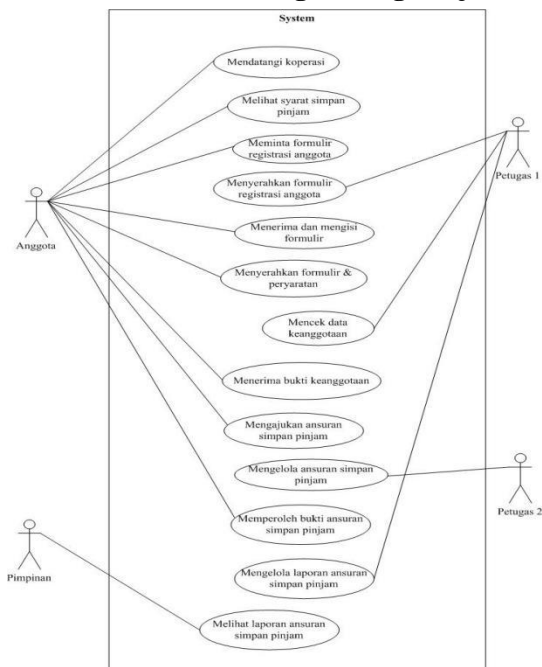 System
Mendatangi koperasi
Melihat syarat simpan
pinjam
Meminta formulir
registrasi anggota
Petugas 1
Menyerahkan formulir
registrasi anggota
Anggota
Menerima dan mengisi
formulir
Menyerahkan formulir &
peryaratan
Mencek data
keanggotaan
Menerima bukti keanggotaan
Mengajukan ansuran
simpan pinjam
Mengelola ansuran simpan
pinjam
Petugas 2
Memperoleh bukti ansuran
simpan pinjam
Pimpinan
Mengelola laporan ansuran
simpan pinjam
Melihat laporan ansuran
simpan pinjam